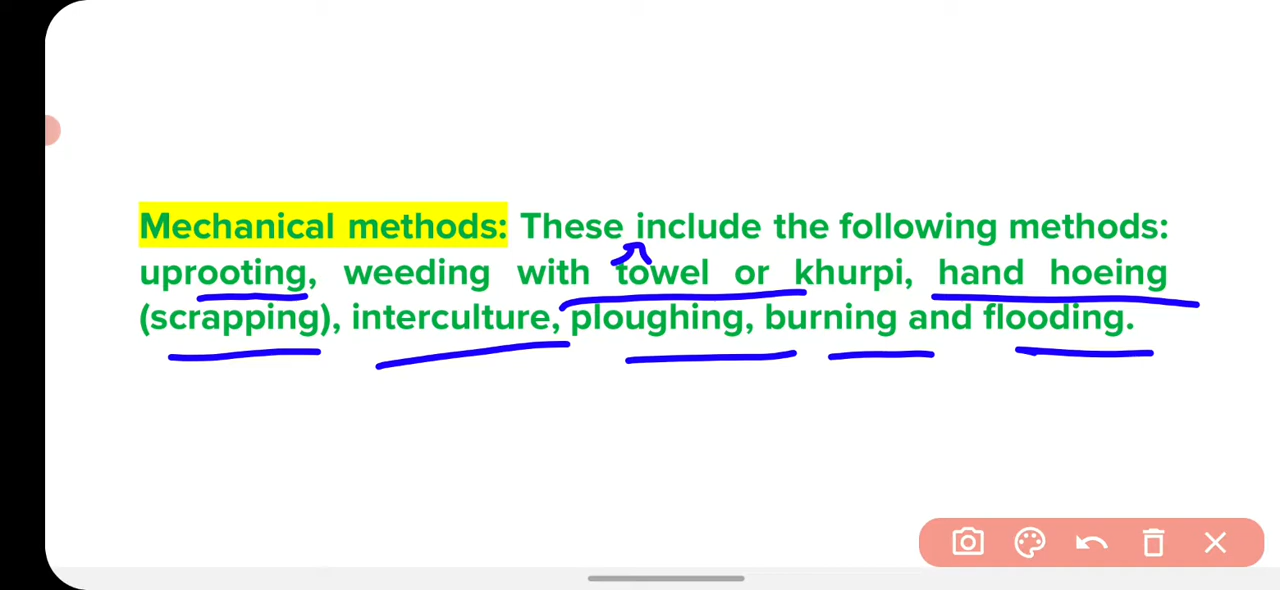 Mechanical methods: These include the following methods:
uprooting, weeding with towel or khurpi, hand hoeing
(scrapping), interculture, ploughing, burning and flooding.